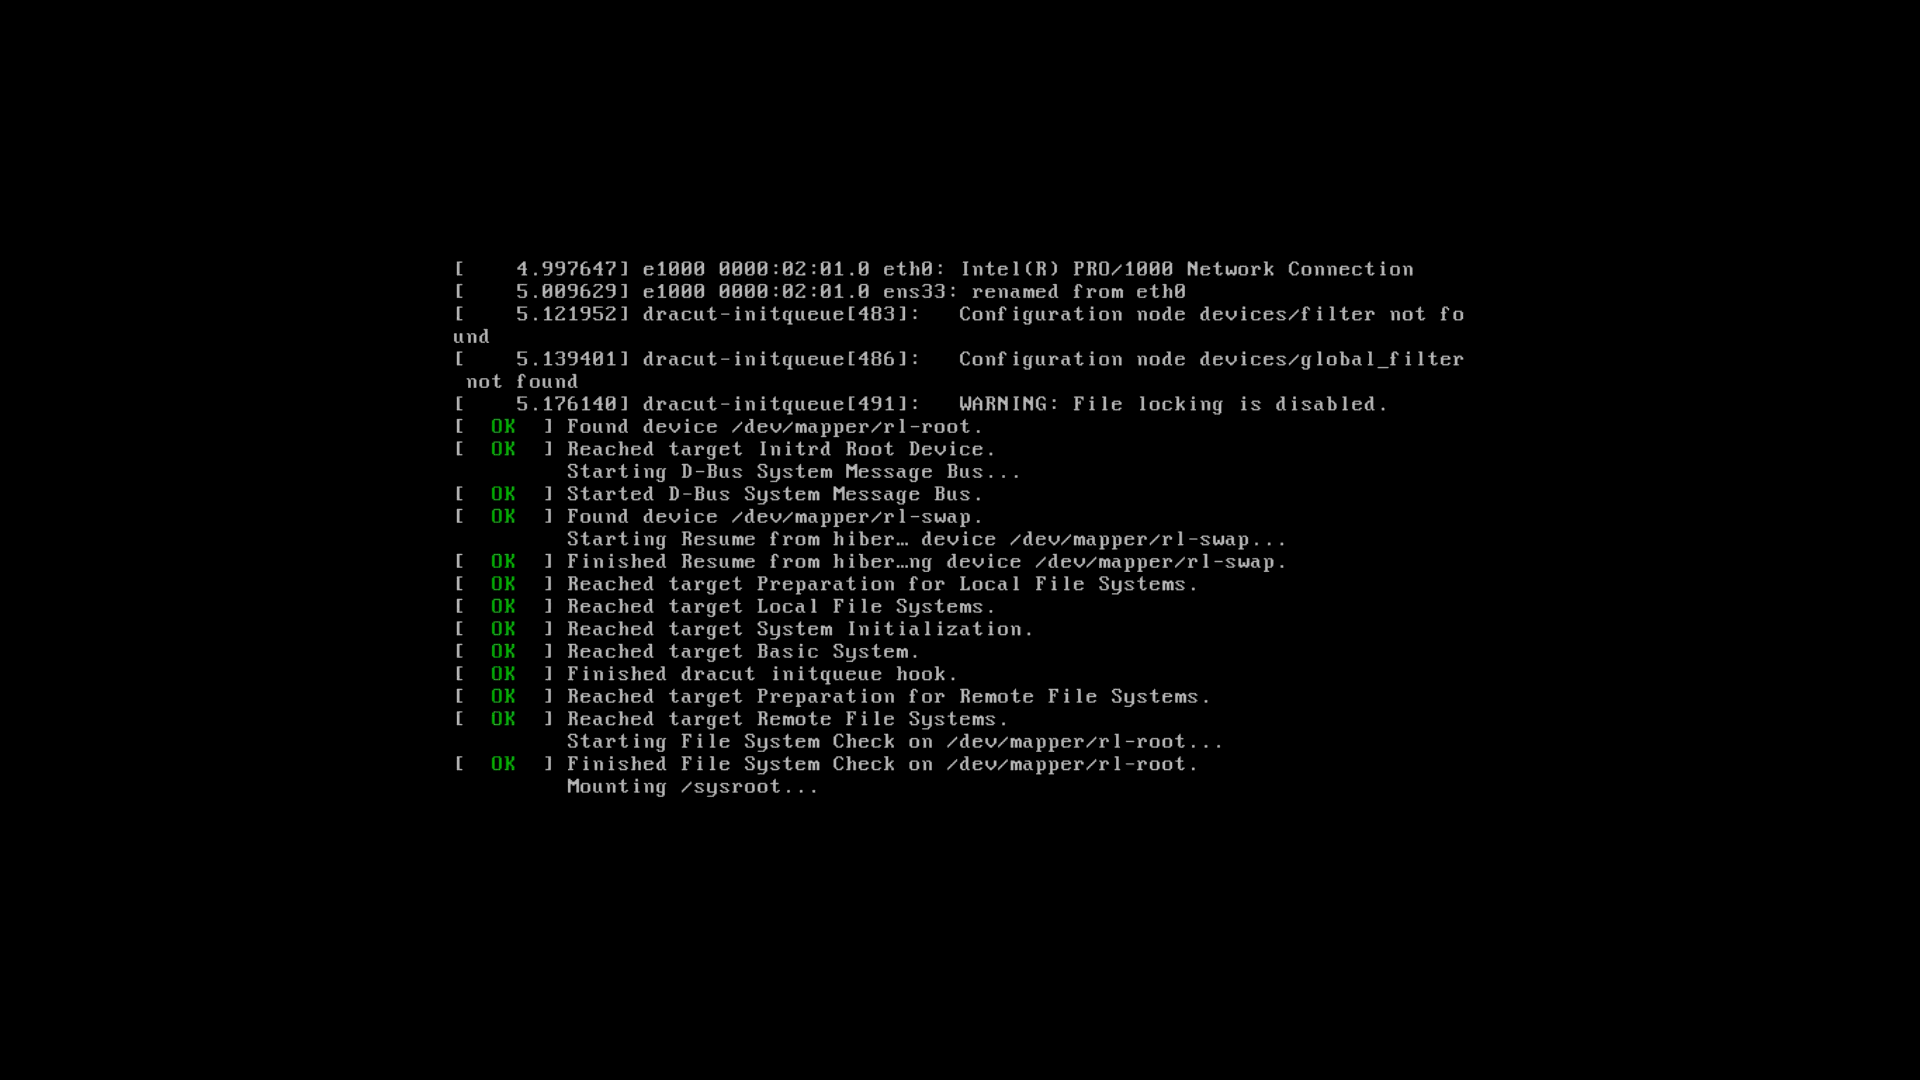 [    4.997647] e1000 0000:02:01.0 eth0: Intel(R) PRO/1000 Network Connection
[    5.009629] e1000 0000:02:01.0 ens33: renamed from eth0
[    5.121952] dracut-initqueue[483]:   Configuration node devices/filter not fo
und
[    5.139401] dracut-initqueue[486]:   Configuration node devices/global_filter
 not found
[    5.176140] dracut-initqueue[491]:   WARNING: File locking is disabled.
[  OK  ] Found device /dev/mapper/rl-root.
[  OK  ] Reached target Initrd Root Device.
         Starting D-Bus System Message Bus...
[  OK  ] Started D-Bus System Message Bus.
[  OK  ] Found device /dev/mapper/rl-swap.
         Starting Resume from hiber… device /dev/mapper/rl-swap...
[  OK  ] Finished Resume from hiber…ng device /dev/mapper/rl-swap.
[  OK  ] Reached target Preparation for Local File Systems.
[  OK  ] Reached target Local File Systems.
[  OK  ] Reached target System Initialization.
[  OK  ] Reached target Basic System.
[  OK  ] Finished dracut initqueue hook.
[  OK  ] Reached target Preparation for Remote File Systems.
[  OK  ] Reached target Remote File Systems.
         Starting File System Check on /dev/mapper/rl-root...
[  OK  ] Finished File System Check on /dev/mapper/rl-root.
         Mounting /sysroot...